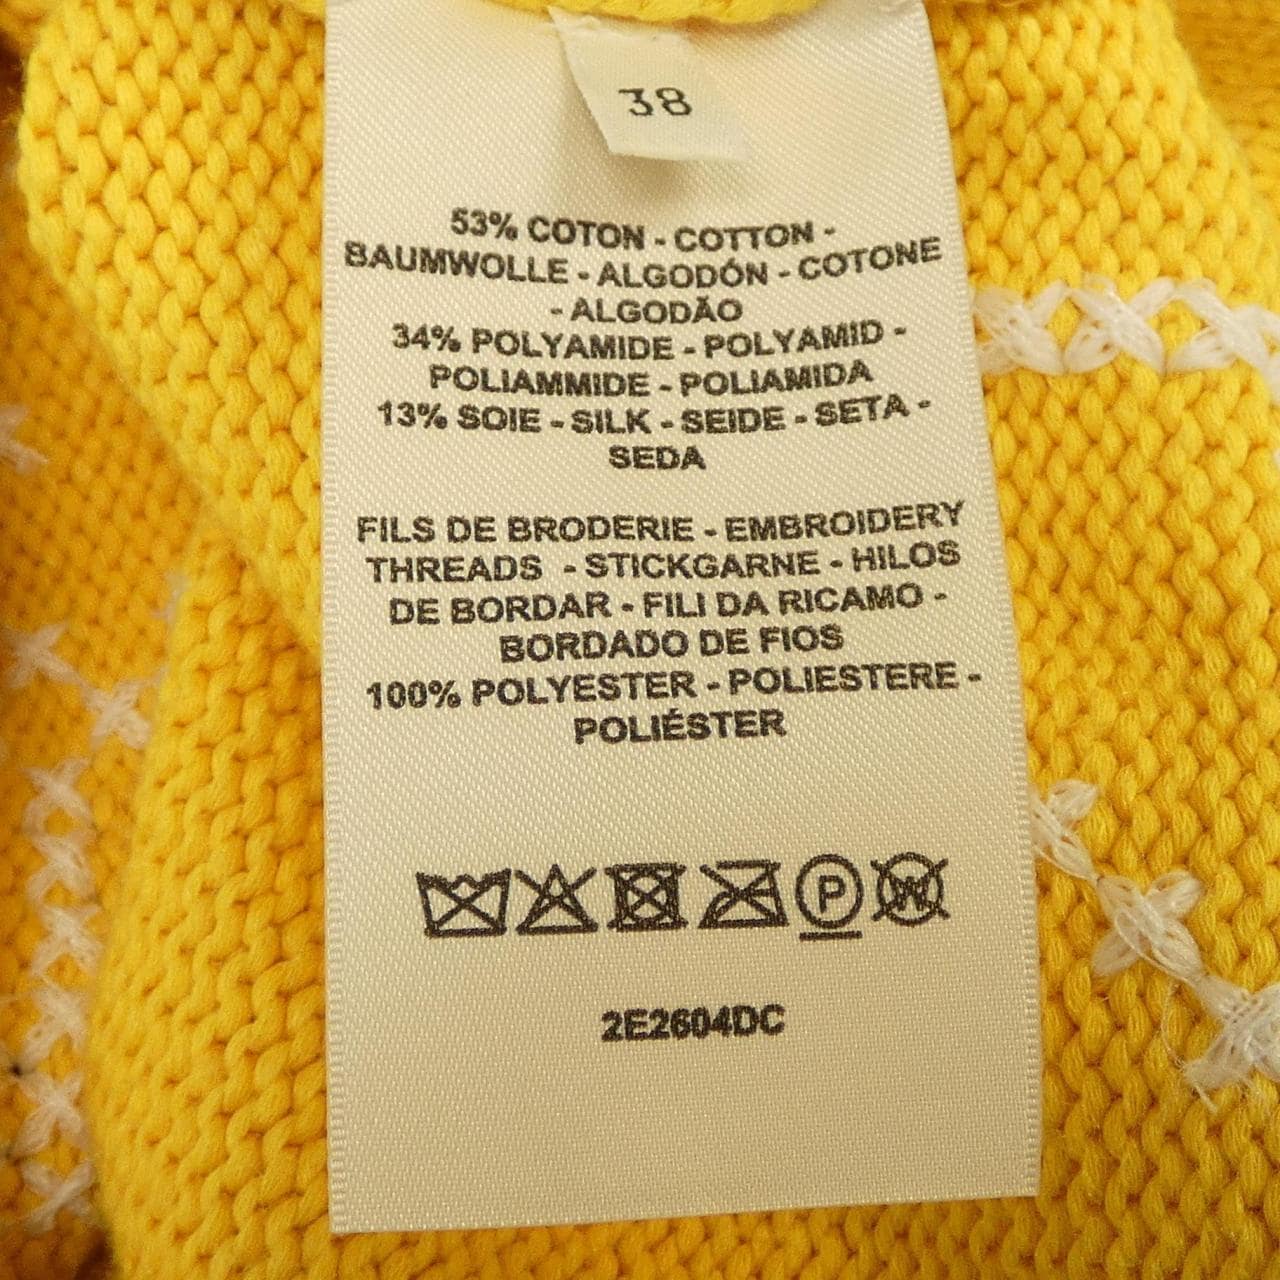 38
53% COTON - COTTON -
BAUMWOLLE - ALGODÓN - COTONE
- ALGODÃO
34% POLYAMIDE - POLYAMID -
POLIAMMIDE - POLIAMIDA
13% SOIE - SILK - SEIDE - SETA -
SEDA
FILS DE BRODERIE - EMBROIDERY
THREADS - STICKGARNE - HILOS
DE BORDAR - FILI DA RICAMO -
BORDADO DE FIOS
100% POLYESTER - POLIESTERE -
POLIÉSTER
P W
2E2604DC